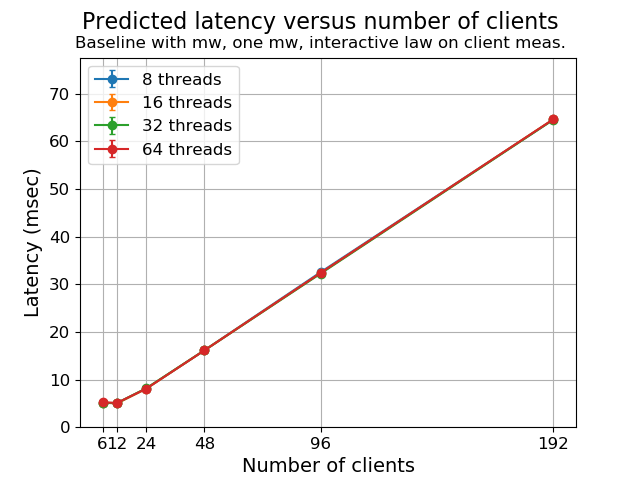 Predicted latency versus number of clients
Baseline with mw, one mw, interactive law on client meas.
8 threads
16 threads
32 threads
64 threads
Latency (msec)
70
60
50
40
30
20
10
0
6 12 24 48 96 192
Number of clients